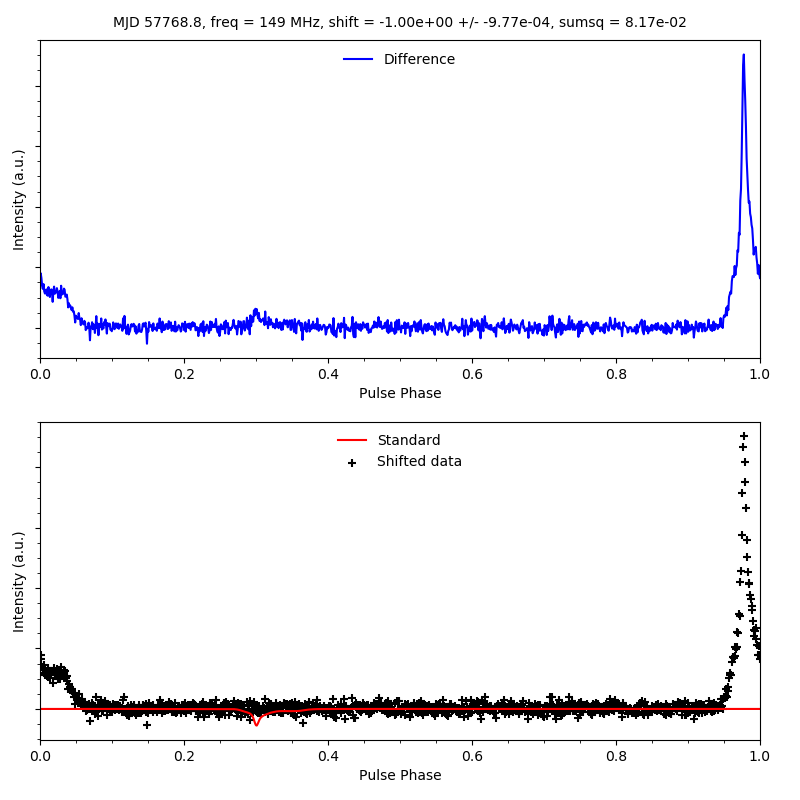 MJD 57768.8, freq = 149 MHz, shift = -1.00e+00 +/- -9.77e-04, sumsq = 8.17e-02
Difference
Intensity (a.u.)
0.0 0.2 0.4 0.6 0.8 1.0
Pulse Phase
Standard
Shifted data
Intensity (a.u.)
0.0 0.2 0.4 0.6 0.8 1.0
Pulse Phase